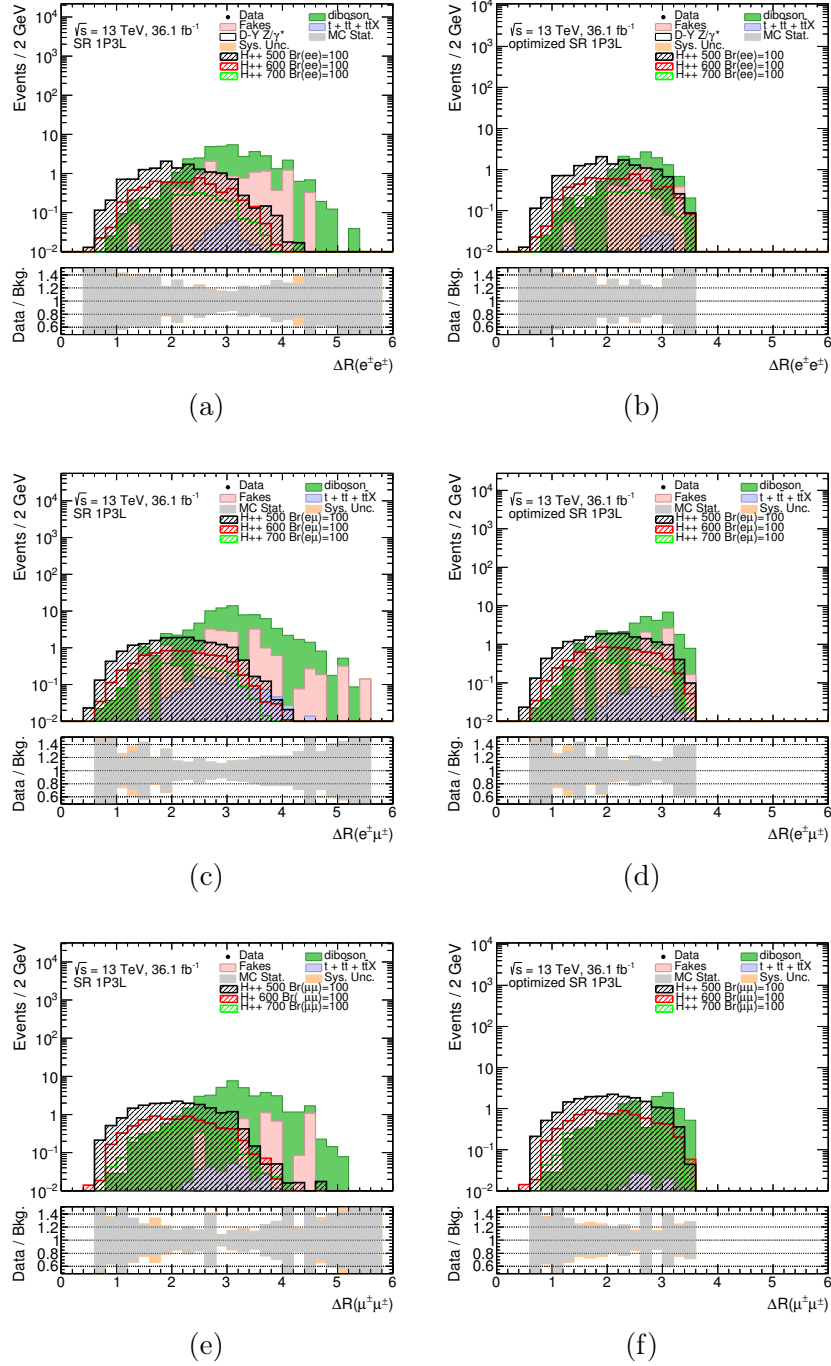 Events / 2 GeV
√s = 13 TeV, 36.1 fb⁻¹
SR 1P3L
Data
Fakes
D-Y Z/γ*
Sys. Unc.
diboson
t + tt + ttX
MC Stat.
H++ 500 Br(ee)=100
H++ 600 Br(ee)=100
H++ 700 Br(ee)=100
10⁴
10³
10²
10
1
10⁻¹
10⁻²
Data / Bkg.
1.4
1.2
1
0.8
0.6
0 1 2 3 4 5 6
ΔR(e±e±)
(a)
Events / 2 GeV
√s = 13 TeV, 36.1 fb⁻¹
optimized SR 1P3L
Data
Fakes
D-Y Z/γ*
Sys. Unc.
diboson
t + tt + ttX
MC Stat.
H++ 500 Br(ee)=100
H++ 600 Br(ee)=100
H++ 700 Br(ee)=100
10⁴
10³
10²
10
1
10⁻¹
10⁻²
Data / Bkg.
1.4
1.2
1
0.8
0.6
0 1 2 3 4 5 6
ΔR(e±e±)
(b)
Events / 2 GeV
√s = 13 TeV, 36.1 fb⁻¹
SR 1P3L
Data
Fakes
MC Stat.
diboson
t + tt + ttX
Sys. Unc.
H++ 500 Br(eμ)=100
H++ 600 Br(eμ)=100
H++ 700 Br(eμ)=100
10⁴
10³
10²
10
1
10⁻¹
10⁻²
Data / Bkg.
1.4
1.2
1
0.8
0.6
0 1 2 3 4 5 6
ΔR(e±μ±)
(c)
Events / 2 GeV
√s = 13 TeV, 36.1 fb⁻¹
optimized SR 1P3L
Data
Fakes
MC Stat.
diboson
t + tt + ttX
Sys. Unc.
H++ 500 Br(eμ)=100
H++ 600 Br(eμ)=100
H++ 700 Br(eμ)=100
10⁴
10³
10²
10
1
10⁻¹
10⁻²
Data / Bkg.
1.4
1.2
1
0.8
0.6
0 1 2 3 4 5 6
ΔR(e±μ±)
(d)
Events / 2 GeV
√s = 13 TeV, 36.1 fb⁻¹
SR 1P3L
Data
Fakes
MC Stat.
diboson
t + tt + ttX
Sys. Unc.
H++ 500 Br(μμ)=100
H+ 600 Br( μμ)=100
H++ 700 Br(μμ)=100
10⁴
10³
10²
10
1
10⁻¹
10⁻²
Data / Bkg.
1.4
1.2
1
0.8
0.6
0 1 2 3 4 5 6
ΔR(μ±μ±)
(e)
Events / 2 GeV
√s = 13 TeV, 36.1 fb⁻¹
optimized SR 1P3L
Data
Fakes
MC Stat.
diboson
t + tt + ttX
Sys. Unc.
H++ 500 Br(μμ)=100
H++ 600 Br(μμ)=100
H++ 700 Br(μμ)=100
10⁴
10³
10²
10
1
10⁻¹
10⁻²
Data / Bkg.
1.4
1.2
1
0.8
0.6
0 1 2 3 4 5 6
ΔR(μ±μ±)
(f)